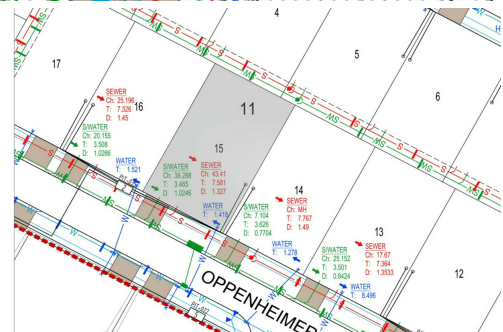 4
5
6
17
16
11
15
14
13
12
SEWER
Ch: 25.196
T: 7.326
D: 1.45
S/WATER
Ch: 20.155
T: 3.508
D: 1.0266
WATER
T: 1.521
S/WATER
Ch: 38.288
T: 3.465
D: 1.0246
SEWER
Ch: 43.41
T: 7.581
D: 1.327
WATER
T: 1.418
S/WATER
Ch: 7.104
T: 3.626
D: 0.7704
SEWER
Ch: MH
T: 7.767
D: 1.49
WATER
T: 1.278
S/WATER
Ch: 25.152
T: 3.501
D: 0.8424
SEWER
Ch: 17.67
T: 7.364
D: 1.3533
WATER
T: 8.496
OPPENHEIMER